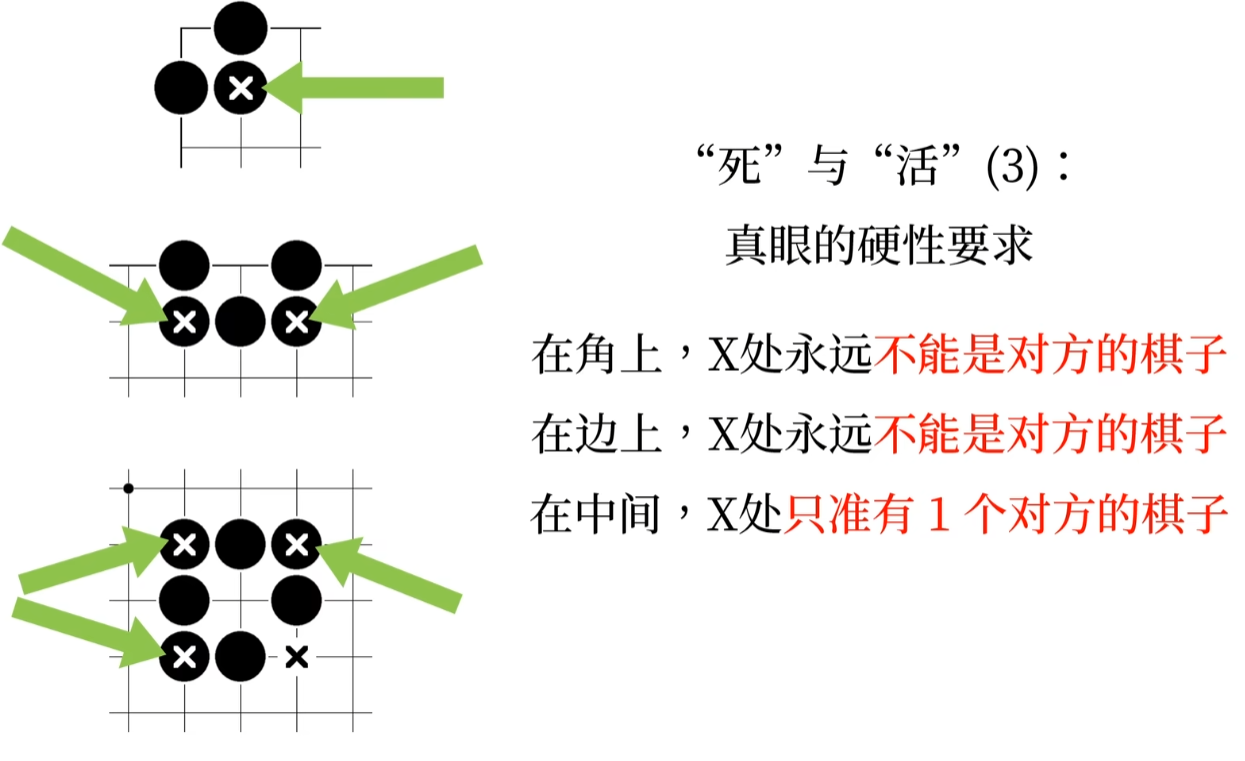 “死”与“活”(3)：
真眼的硬性要求
在角上，X处永远不能是对方的棋子
在边上，X处永远不能是对方的棋子
在中间，X处只准有 1 个对方的棋子